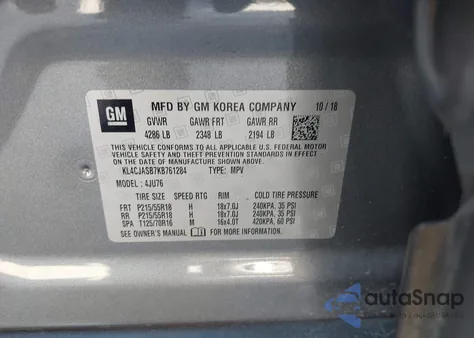 GM MFD BY GM KOREA COMPANY 10/18
GVWR GAWR FRT GAWR RR
4286 LB 2348 LB 2194 LB
THIS VEHICLE CONFORMS TO ALL APPLICABLE U.S. FEDERAL MOTOR
VEHICLE SAFETY AND THEFT PREVENTION STANDARDS IN EFFECT ON
THE DATE OF MANUFACTURE SHOWN ABOVE.
KL4CJASB7KB761284 TYPE: MPV
MODEL: 4JU76
TIRE SIZE SPEED RTG RIM COLD TIRE PRESSURE
FRT P215/55R18 H 18x7.0J 240KPA, 35 PSI
RR P215/55R18 H 18x7.0J 240KPA, 35 PSI
SPA T125/70R16 M 16x4.0T 420KPA, 60 PSI
SEE OWNER'S MANUAL FOR MORE INFORMATION
autoSnap